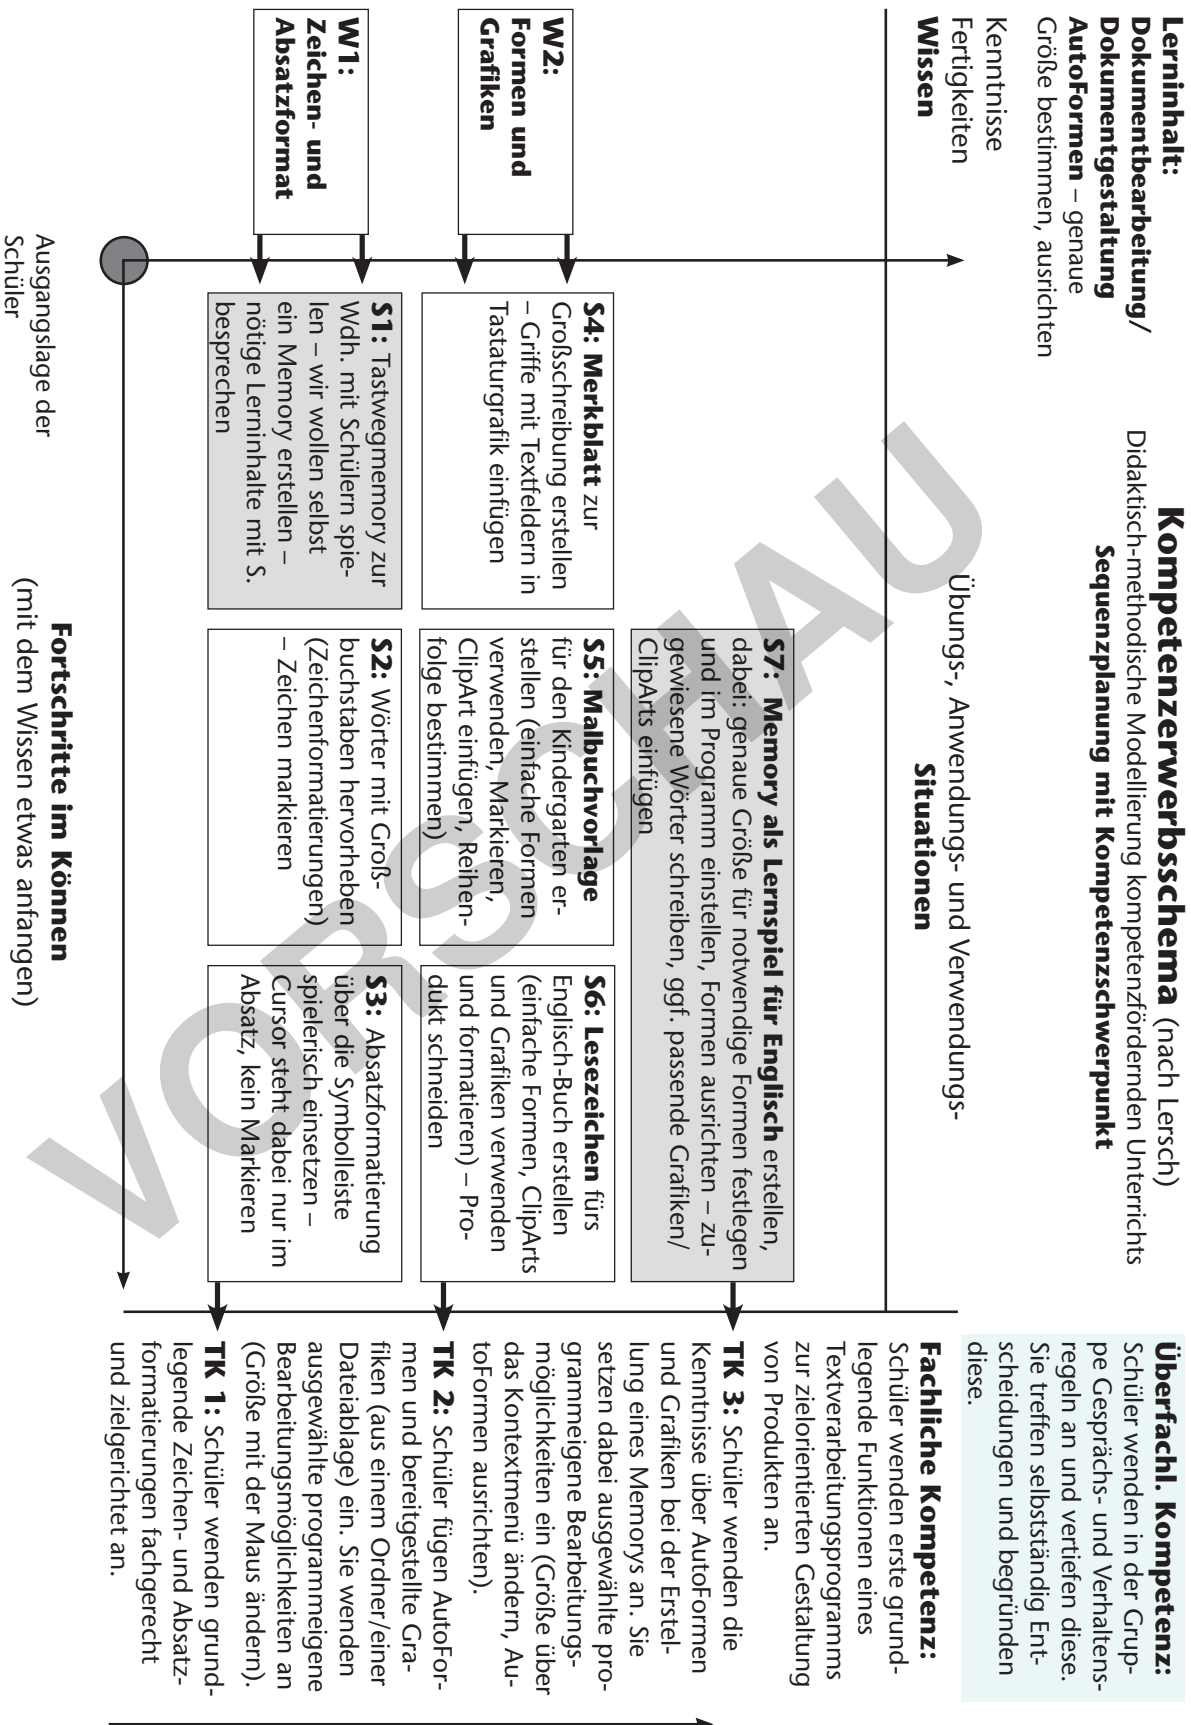 Lerninhalt:
Dokumentbearbeitung/
Dokumentgestaltung
AutoFormen – genaue
Größe bestimmen, ausrichten
Kompetenzerwerbsschema (nach Lersch)
Didaktisch-methodische Modellierung kompetenzfördernden Unterrichts
Sequenzplanung mit Kompetenzschwerpunkt
Überfachl. Kompetenz:
Schüler wenden in der Grup-
pe Gesprächs- und Verhaltens-
regeln an und vertiefen diese.
Sie treffen selbstständig Ent-
scheidungen und begründen
diese.
Kenntnisse
Fertigkeiten
Wissen
Übungs-, Anwendungs- und Verwendungs-
Situationen
Fachliche Kompetenz:
Schüler wenden erste grund-
legende Funktionen eines
Textverarbeitungsprogramms
zur zielorientierten Gestaltung
von Produkten an.
S7: Memory als Lernspiel für Englisch erstellen,
dabei: genaue Größe für notwendige Formen festlegen
und im Programm einstellen, Formen ausrichten – zu-
gewiesene Wörter schreiben, ggf. passende Grafiken/
ClipArts einfügen
TK 3: Schüler wenden die
Kenntnisse über AutoFormen
und Grafiken bei der Erstel-
lung eines Memorys an. Sie
setzen dabei ausgewählte pro-
grammeigene Bearbeitungs-
möglichkeiten ein (Größe über
das Kontextmenü ändern, Au-
toFormen ausrichten).
W2:
Formen und
Grafiken
S4: Merkblatt zur
Großschreibung erstellen
– Griffe mit Textfeldern in
Tastaturgrafik einfügen
S5: Malbuchvorlage
für den Kindergarten er-
stellen (einfache Formen
verwenden, Markieren,
ClipArt einfügen, Reihen-
folge bestimmen)
S6: Lesezeichen fürs
Englisch-Buch erstellen
(einfache Formen, ClipArts
und Grafiken verwenden
und formatieren) – Pro-
dukt schneiden
TK 2: Schüler fügen AutoFor-
men und bereitgestellte Gra-
fiken (aus einem Ordner/einer
Dateiablage) ein. Sie wenden
ausgewählte programmeigene
Bearbeitungsmöglichkeiten an
(Größe mit der Maus ändern).
W1:
Zeichen- und
Absatzformat
S1: Tastwegmemory zur
Wdh. mit Schülern spie-
len – wir wollen selbst
ein Memory erstellen –
nötige Lerninhalte mit S.
besprechen
S2: Wörter mit Groß-
buchstaben hervorheben
(Zeichenformatierungen)
– Zeichen markieren
S3: Absatzformatierung
über die Symbolleiste
spielerisch einsetzen –
Cursor steht dabei nur im
Absatz, kein Markieren
TK 1: Schüler wenden grund-
legende Zeichen- und Absatz-
formatierungen fachgerecht
und zielgerichtet an.
Ausgangslage der
Schüler
Fortschritte im Können
(mit dem Wissen etwas anfangen)
VORSCHAU